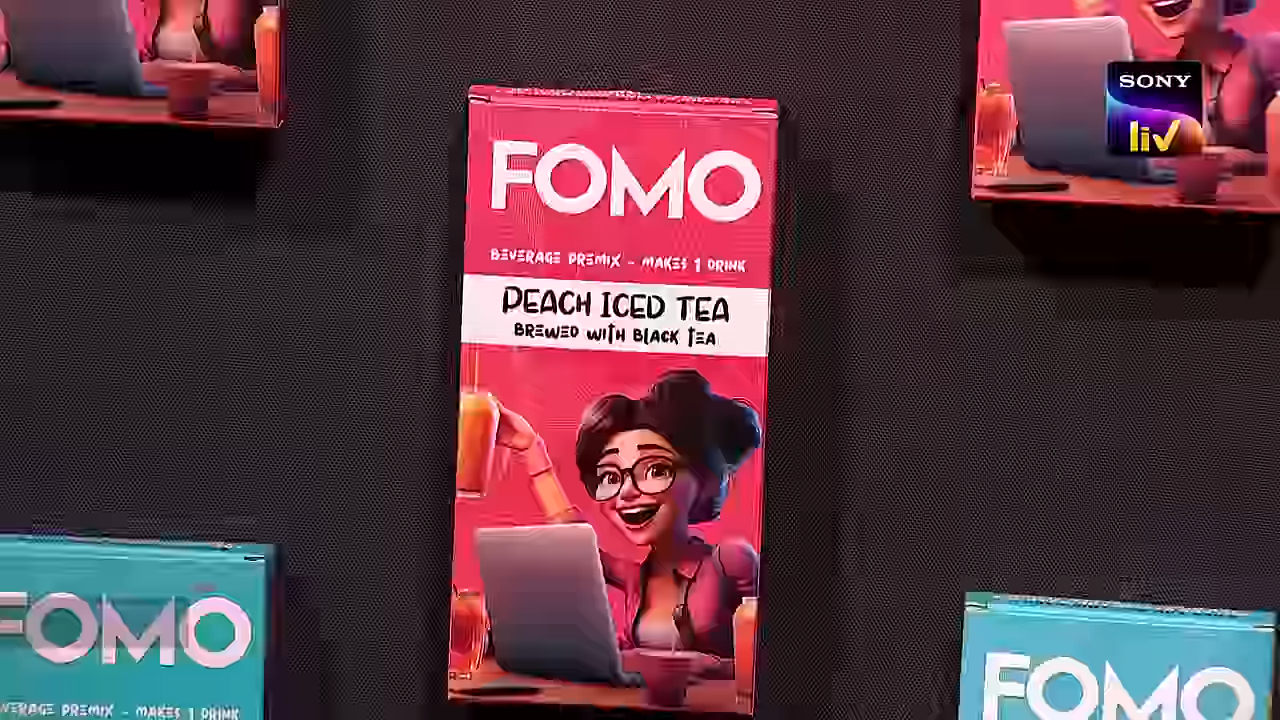 SONY
liv
FOMO
BEVERAGE PREMIX - MAKES 1 DRINK
PEACH ICED TEA
BREWED WITH BLACK TEA
FOMO
BEVERAGE PREMIX - MAKES 1 DRINK
FOMO